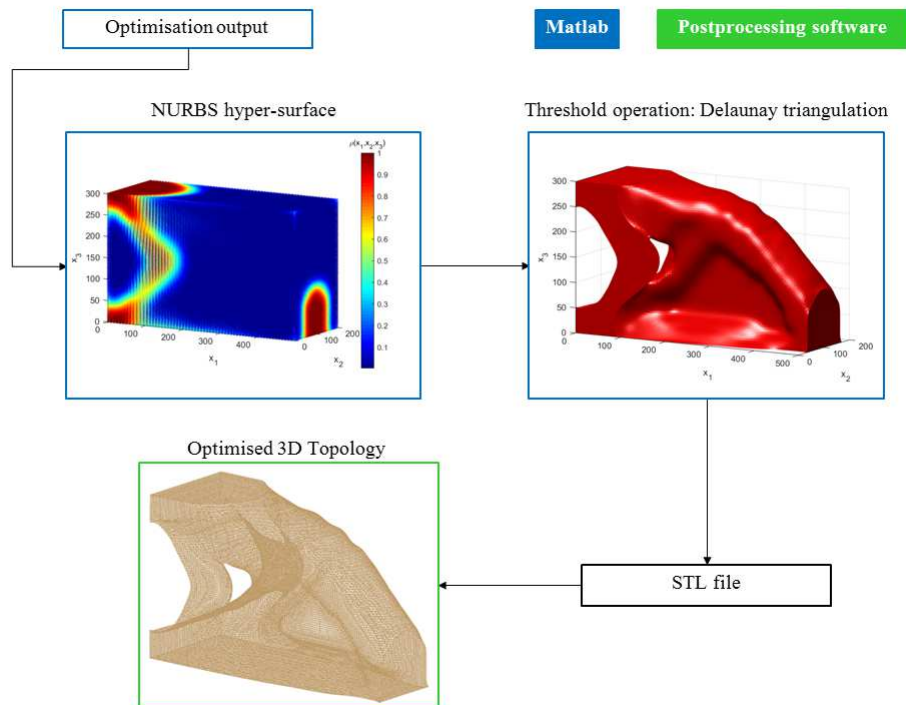 Optimisation output
Matlab
Postprocessing software
NURBS hyper-surface
Threshold operation: Delaunay triangulation
ρ(x₁,x₂,x₃)
1
0.9
0.8
0.7
0.6
0.5
0.4
0.3
0.2
0.1
300
250
200
150
100
50
0
x₃
0
100
200
300
400
x₁
0
100
200
x₂
300
250
200
150
100
50
0
x₃
0
100
200
300
400
500
x₁
0
100
200
x₂
Optimised 3D Topology
STL file